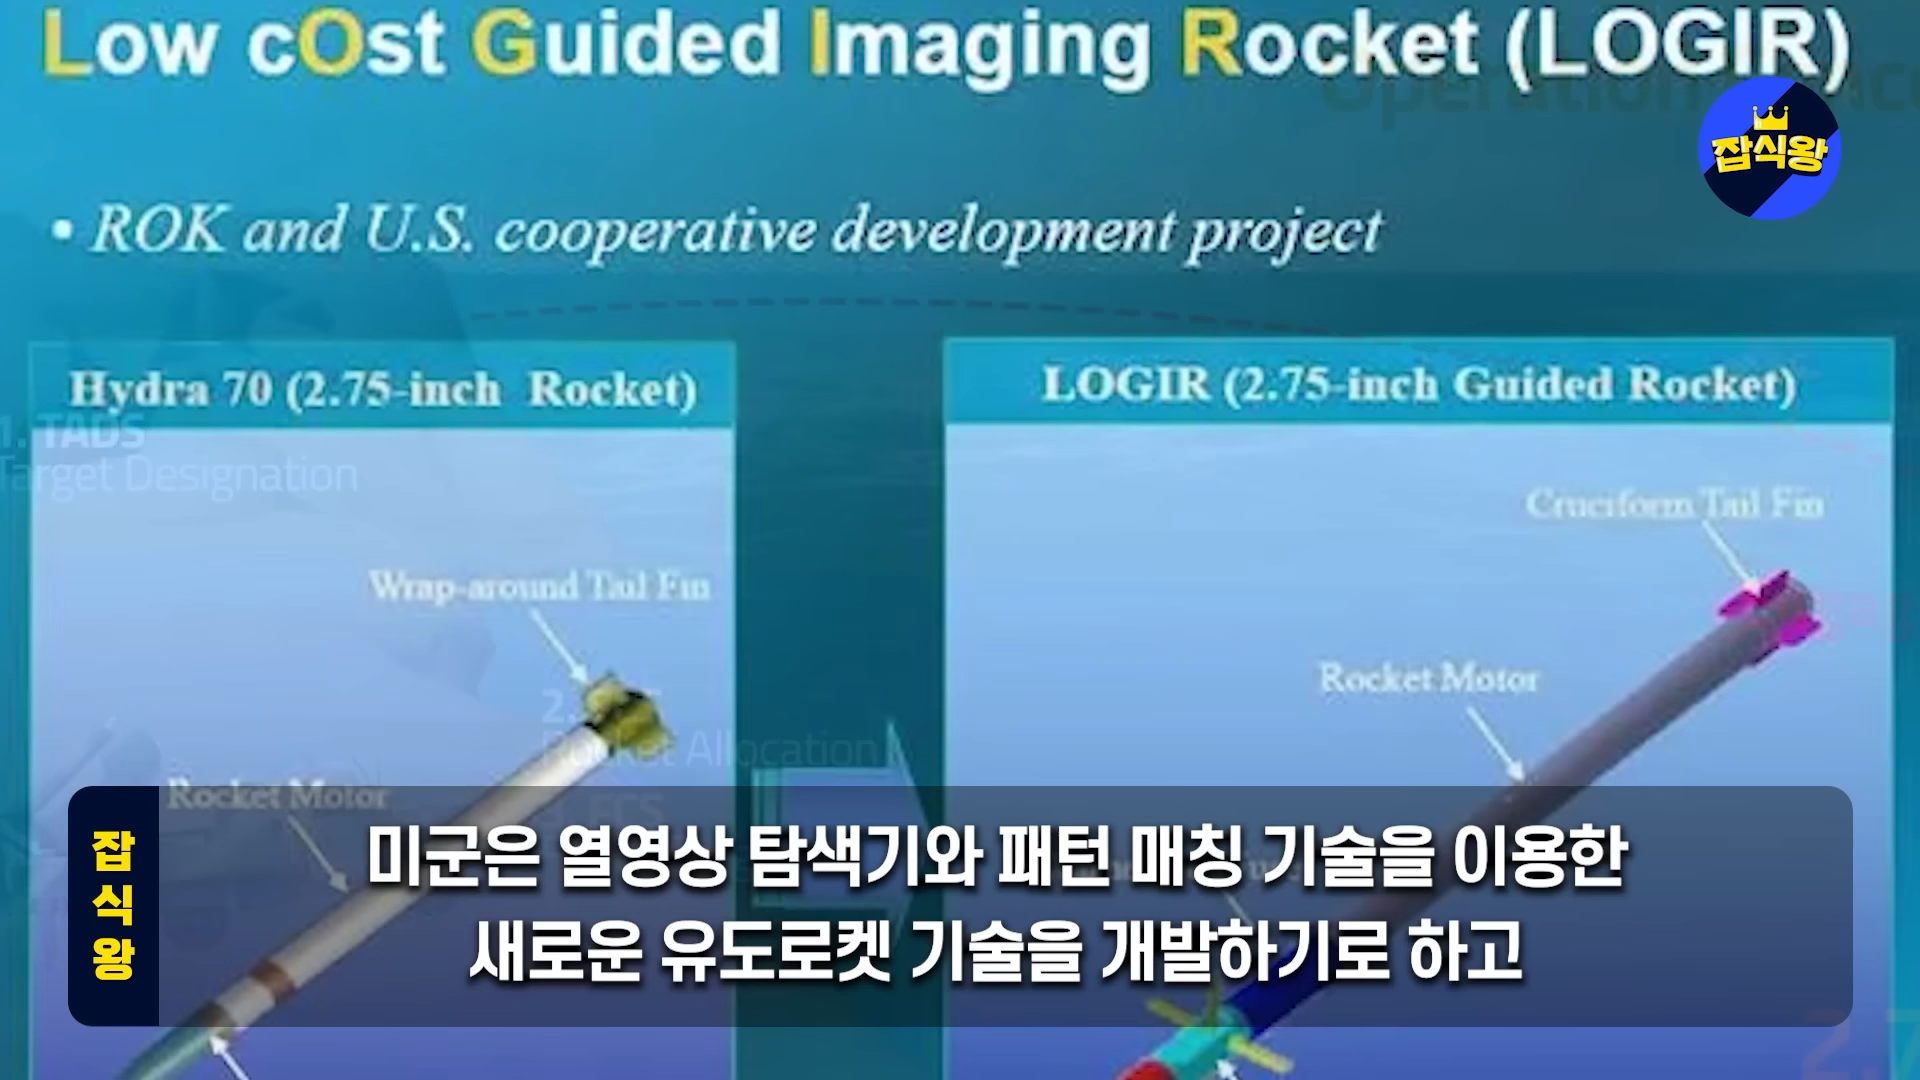 Low cOst Guided Imaging Rocket (LOGIR)
잡식왕
• ROK and U.S. cooperative development project
Hydra 70 (2.75-inch Rocket)
LOGIR (2.75-inch Guided Rocket)
1. TADS
Target Designation
Cruciform Tail Fin
Wrap-around Tail Fin
Rocket Motor
Rocket Allocation
Rocket Motor
잡식왕
미군은 열영상 탐색기와 패턴 매칭 기술을 이용한
새로운 유도로켓 기술을 개발하기로 하고